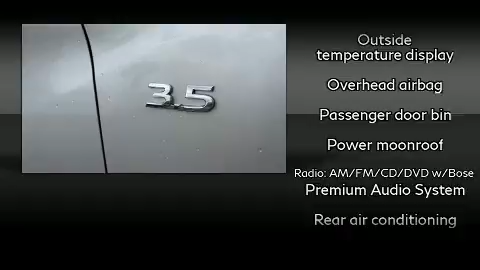 3.5
Outside
temperature display
Overhead airbag
Passenger door bin
Power moonroof
Radio: AM/FM/CD/DVD w/Bose
Premium Audio System
Rear air conditioning